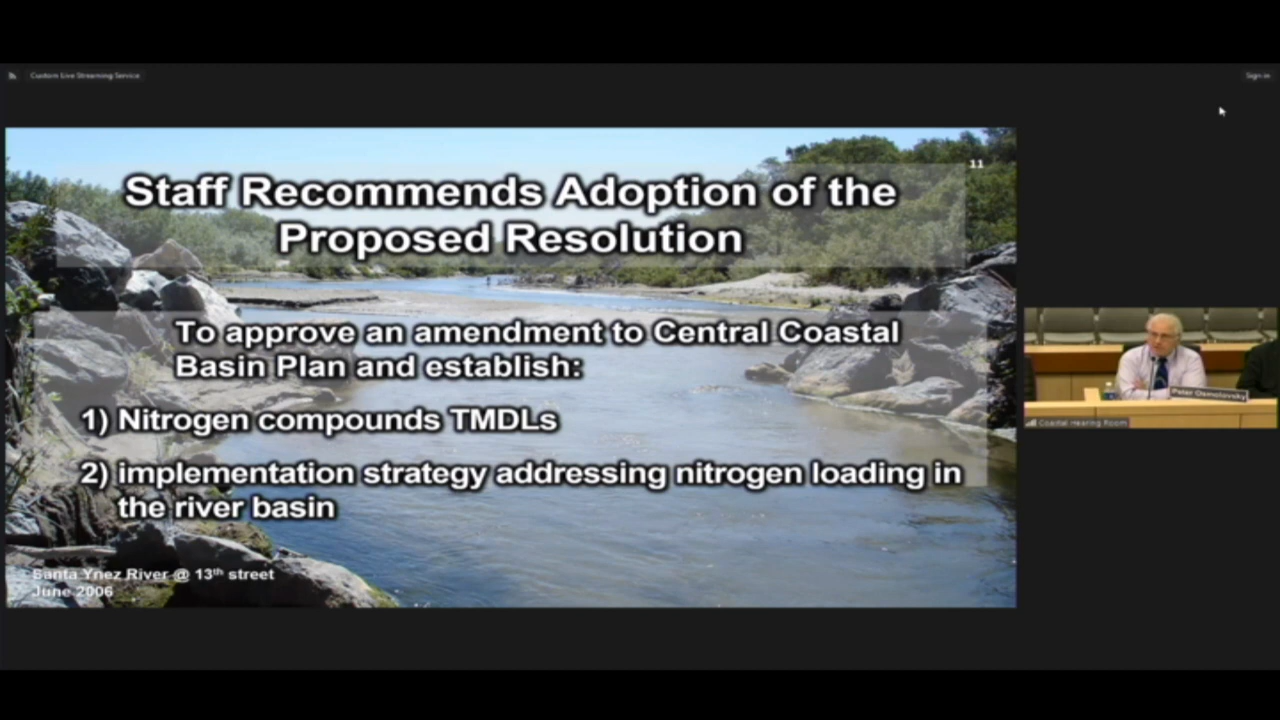 Custom Live Streaming Service
Sign in
11
Staff Recommends Adoption of the
Proposed Resolution
To approve an amendment to Central Coastal
Basin Plan and establish:
1) Nitrogen compounds TMDLs
2) implementation strategy addressing nitrogen loading in
the river basin
Santa Ynez River @ 13th street
June 2006
Peter Osmolovsky
Coastal Hearing Room